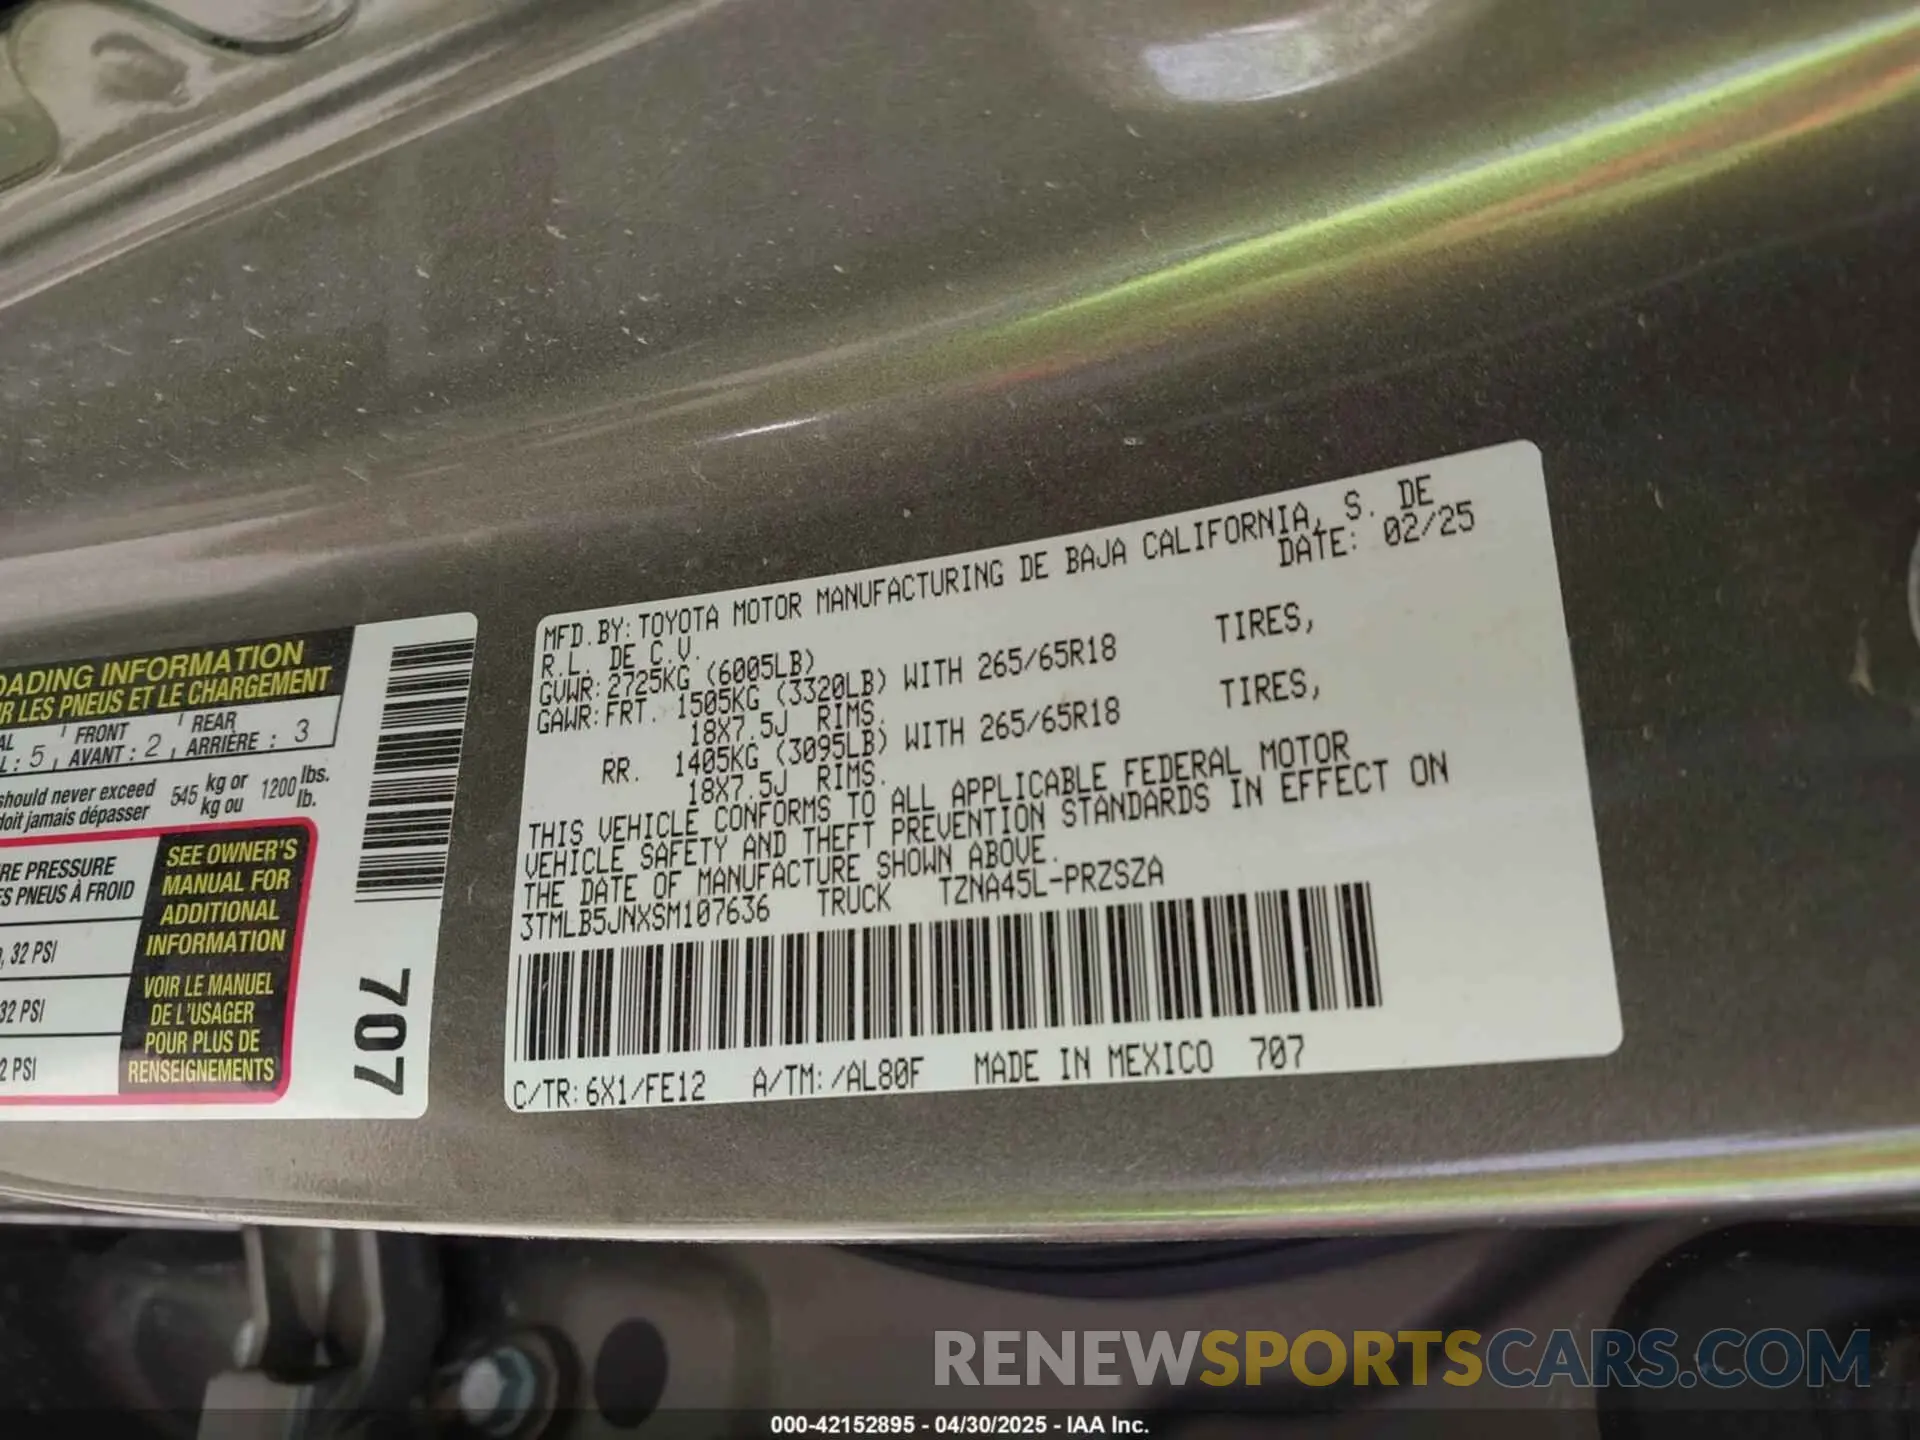 OADING INFORMATION
R LES PNEUS ET LE CHARGEMENT
AL FRONT REAR
L: 5 AVANT : 2 ARRIÈRE : 3
should never exceed 545 kg or 1200 lbs.
doit jamais dépasser kg ou lb.
RE PRESSURE
ES PNEUS À FROID
, 32 PSI
32 PSI
2 PSI
SEE OWNER'S
MANUAL FOR
ADDITIONAL
INFORMATION
VOIR LE MANUEL
DE L'USAGER
POUR PLUS DE
RENSEIGNEMENTS
707
MFD.BY:TOYOTA MOTOR MANUFACTURING DE BAJA CALIFORNIA, S. DE
R.L. DE C.V. DATE: 02/25
GVWR:2725KG (6005LB)
GAWR:FRT. 1505KG (3320LB) WITH 265/65R18 TIRES,
18X7.5J RIMS.
RR. 1405KG (3095LB) WITH 265/65R18 TIRES,
18X7.5J RIMS.
THIS VEHICLE CONFORMS TO ALL APPLICABLE FEDERAL MOTOR
VEHICLE SAFETY AND THEFT PREVENTION STANDARDS IN EFFECT ON
THE DATE OF MANUFACTURE SHOWN ABOVE.
3TMLB5JNXSM107636 TRUCK TZNA45L-PRZSZA
C/TR:6X1/FE12 A/TM:/AL80F MADE IN MEXICO 707
RENEWSPORTSCARS.COM
000-42152895 - 04/30/2025 - IAA Inc.